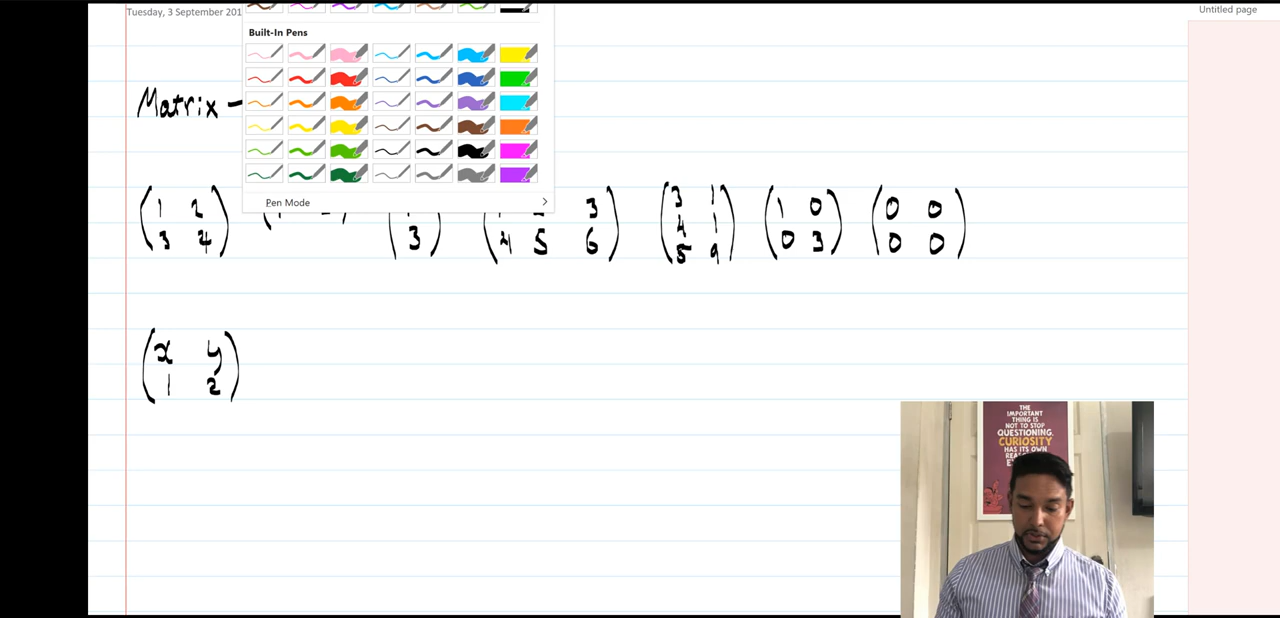 Tuesday, 3 September 201
Untitled page
Built-In Pens
Matrix -
Pen Mode
1 2
3 4
3
3
4 5 6
3 1
4 1
5 9
1 0
0 3
0 0
0 0
x y
1 2
THE
IMPORTANT
THING IS
NOT TO STOP
QUESTIONING.
CURIOSITY
HAS ITS OWN